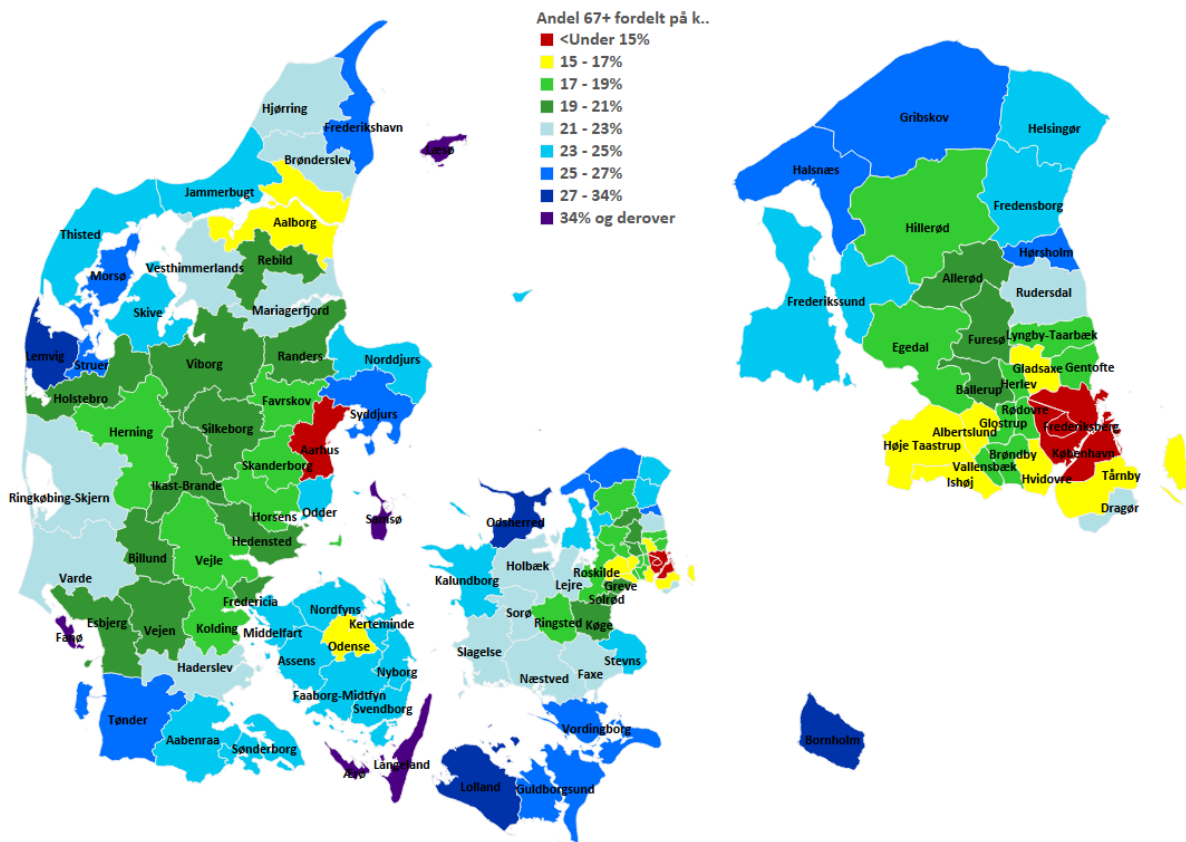 Andel 67+ fordelt på k..
<Under 15%
15 - 17%
17 - 19%
19 - 21%
21 - 23%
23 - 25%
25 - 27%
27 - 34%
34% og derover
Hjørring
Frederikshavn
Læsø
Brønderslev
Jammerbugt
Aalborg
Thisted
Rebild
Vesthimmerlands
Morsø
Mariagerfjord
Skive
Lemvig
Struer
Viborg
Randers
Norddjurs
Holstebro
Favrskov
Syddjurs
Herning
Silkeborg
Aarhus
Skanderborg
Ikast-Brande
Ringkøbing-Skjern
Horsens
Odder
Samsø
Hedensted
Billund
Vejle
Varde
Fredericia
Esbjerg
Vejen
Kolding
Fanø
Haderslev
Tønder
Aabenraa
Sønderborg
Nordfyns
Middelfart
Kerteminde
Odense
Assens
Nyborg
Faaborg-Midtfyn
Svendborg
Ærø
Langeland
Odsherred
Holbæk
Kalundborg
Lejre
Roskilde
Greve
Solrød
Sorø
Ringsted
Køge
Slagelse
Stevns
Næstved
Faxe
Vordingborg
Lolland
Guldborgsund
Gribskov
Helsingør
Halsnæs
Fredensborg
Hillerød
Hørsholm
Allerød
Rudersdal
Frederikssund
Egedal
Furesø
Lyngby-Taarbæk
Gladsaxe
Gentofte
Ballerup
Herlev
Rødovre
Glostrup
Frederiksberg
Albertslund
Høje Taastrup
København
Brøndby
Vallensbæk
Ishøj
Hvidovre
Tårnby
Dragør
Bornholm